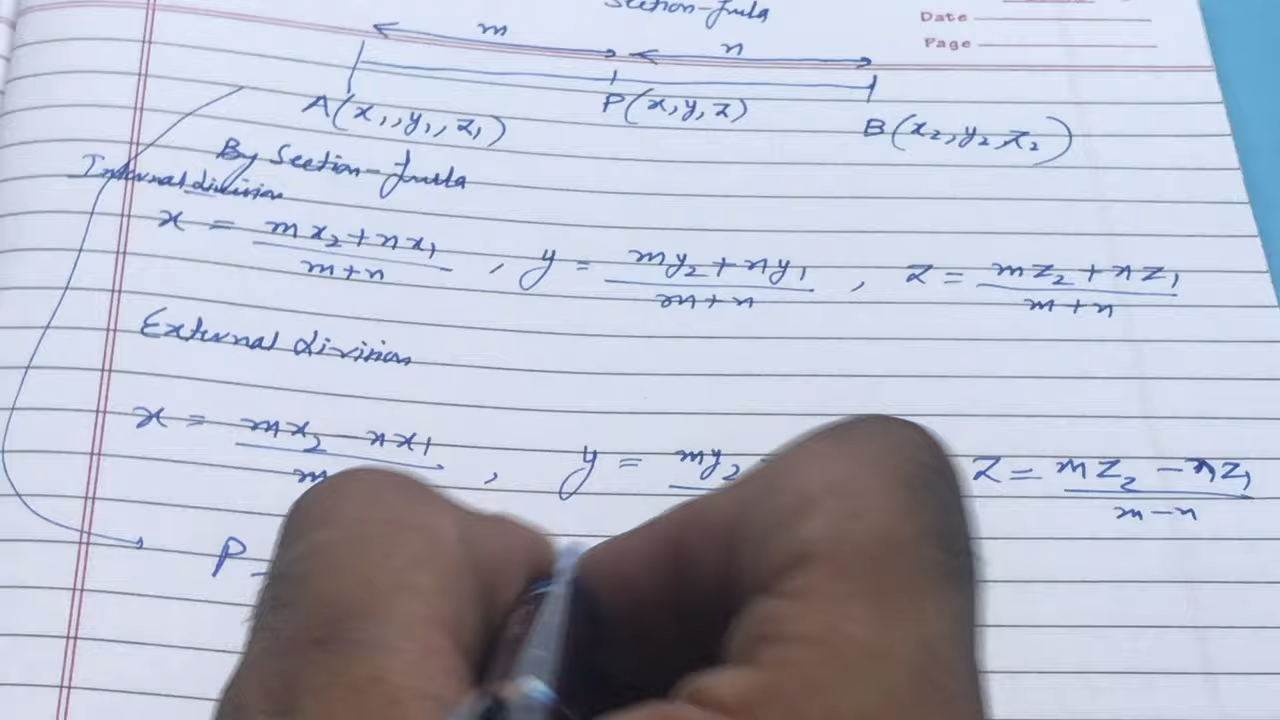 Section-fula
Date
Page
m n
A(x₁, y₁, z₁) P(x, y, z) B(x₂, y₂, z₂)
By Section-fulla
Internal division
x = mx₂+nx₁/m+n , y = my₂+ny₁/m+n , z = mz₂+nz₁/m+n
External division
x = mx₂ nx₁/m , y = my₂ z = mz₂-nz₁/m-n
P